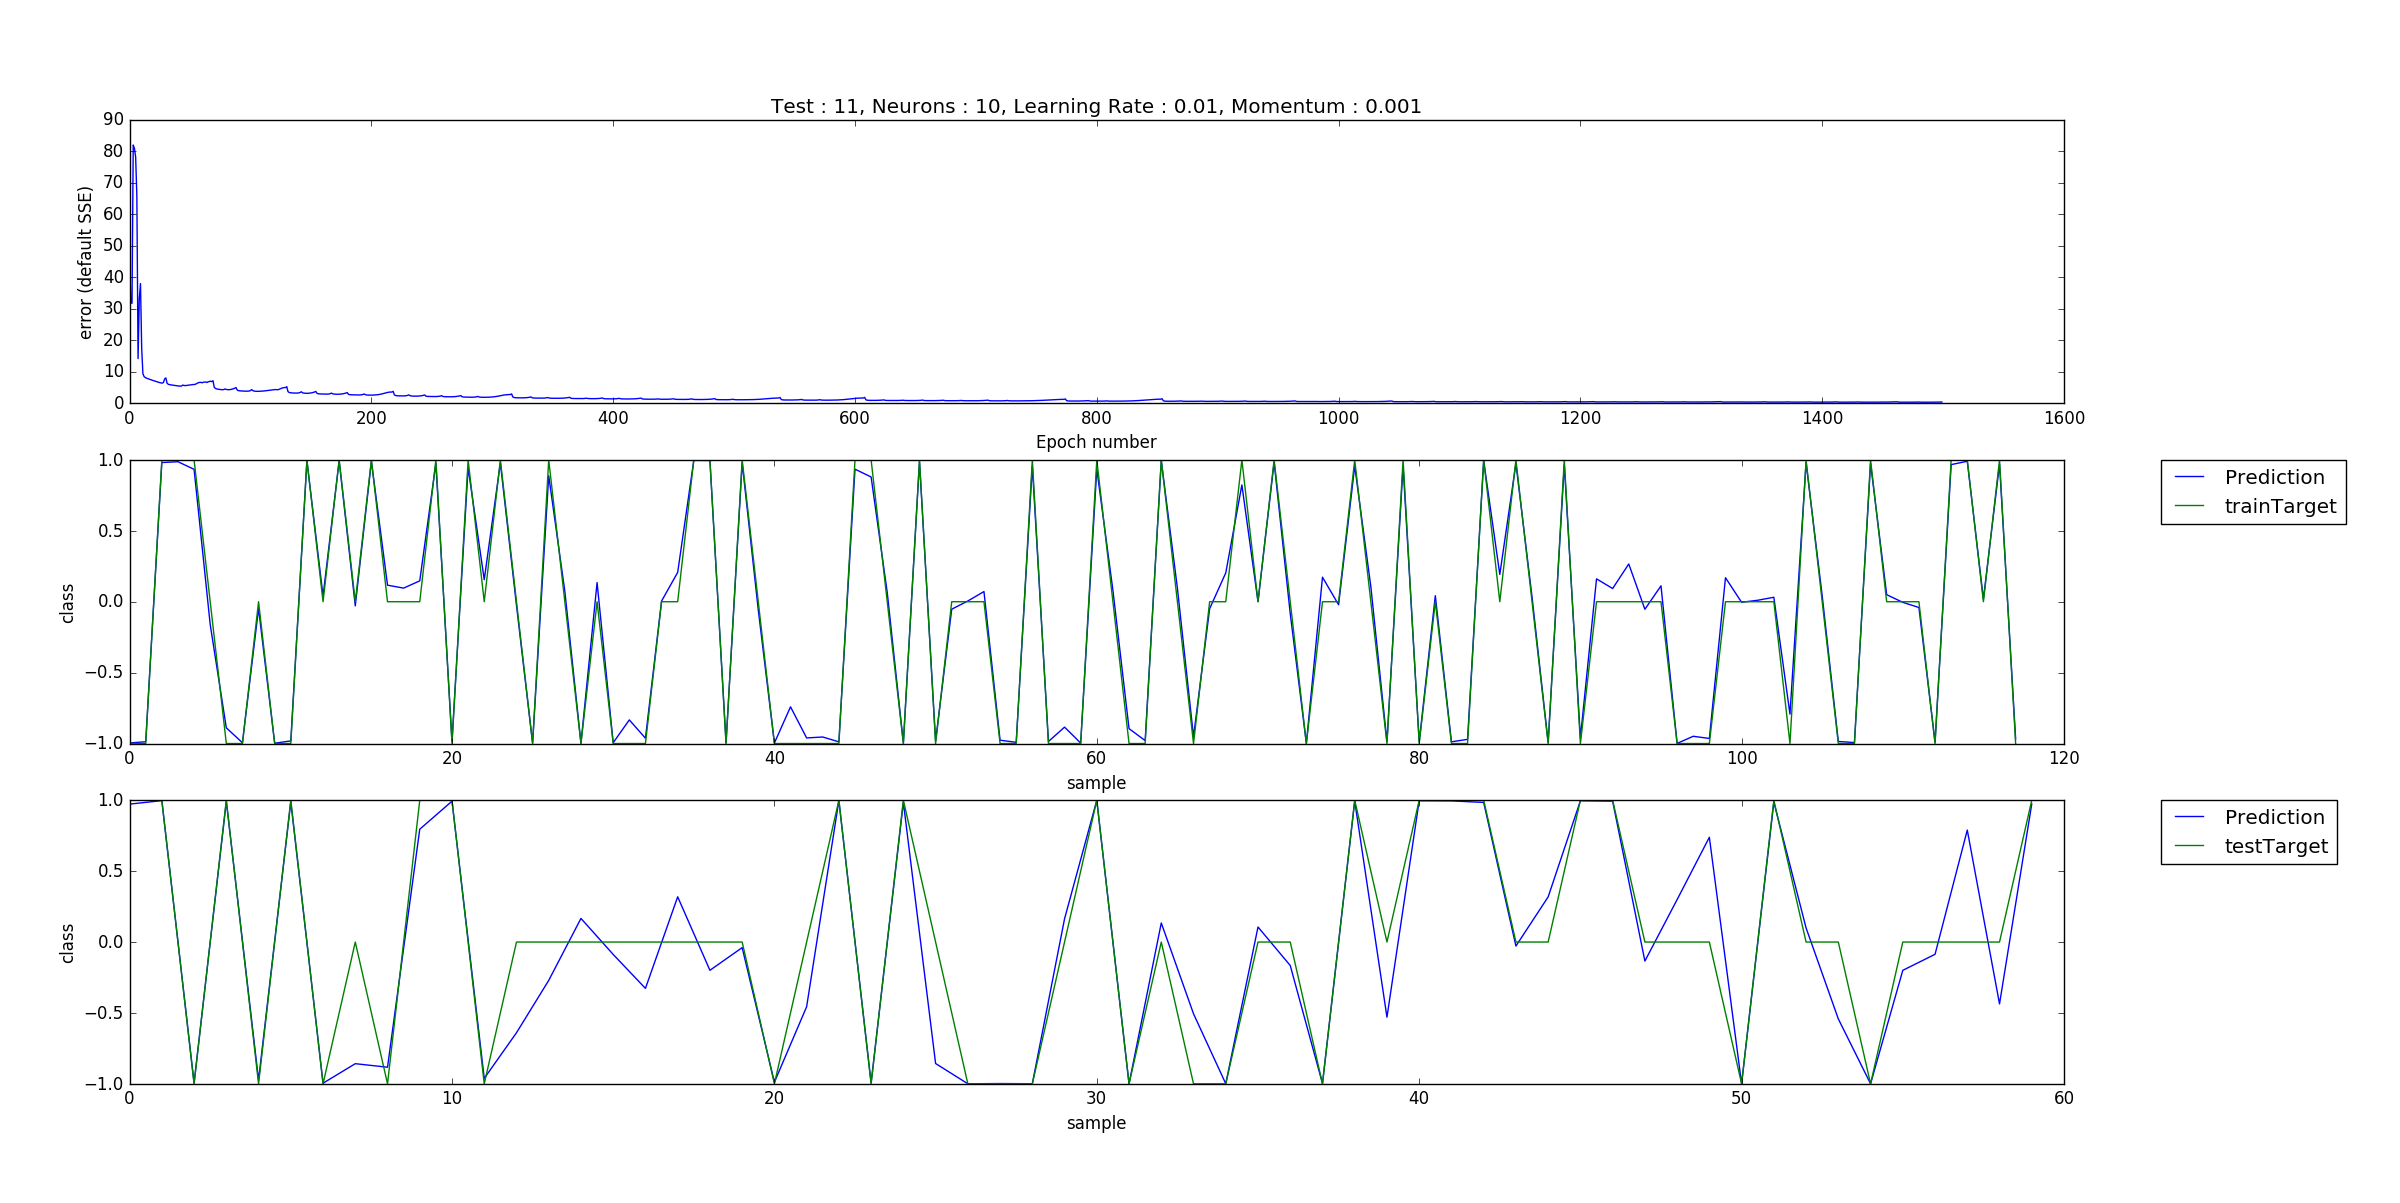 Test : 11, Neurons : 10, Learning Rate : 0.01, Momentum : 0.001
90
80
70
60
50
40
30
20
10
0
error (default SSE)
0 200 400 600 800 1000 1200 1400 1600
Epoch number
1.0
0.5
0.0
−0.5
−1.0
class
0 20 40 60 80 100 120
sample
Prediction
trainTarget
1.0
0.5
0.0
−0.5
−1.0
class
0 10 20 30 40 50 60
sample
Prediction
testTarget